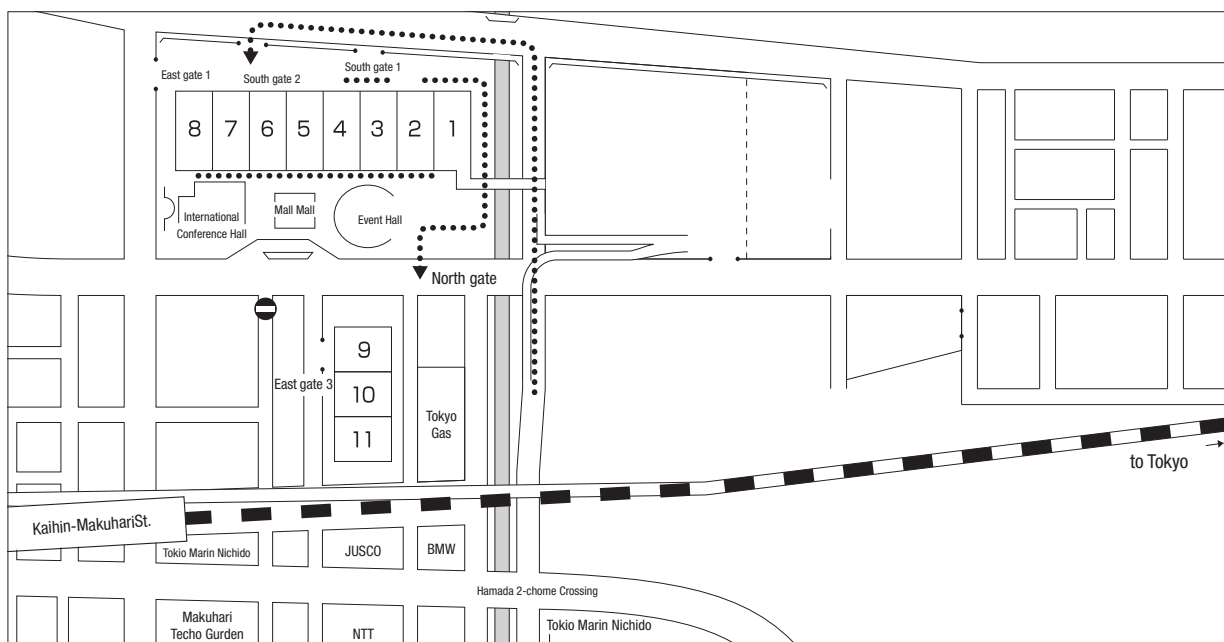 East gate 1
South gate 2
South gate 1
8
7
6
5
4
3
2
1
International
Conference Hall
Mall Mall
Event Hall
North gate
9
10
11
East gate 3
Tokyo
Gas
to Tokyo
Kaihin-MakuhariSt.
Tokio Marin Nichido
JUSCO
BMW
Hamada 2-chome Crossing
Makuhari
Techo Gurden
NTT
Tokio Marin Nichido